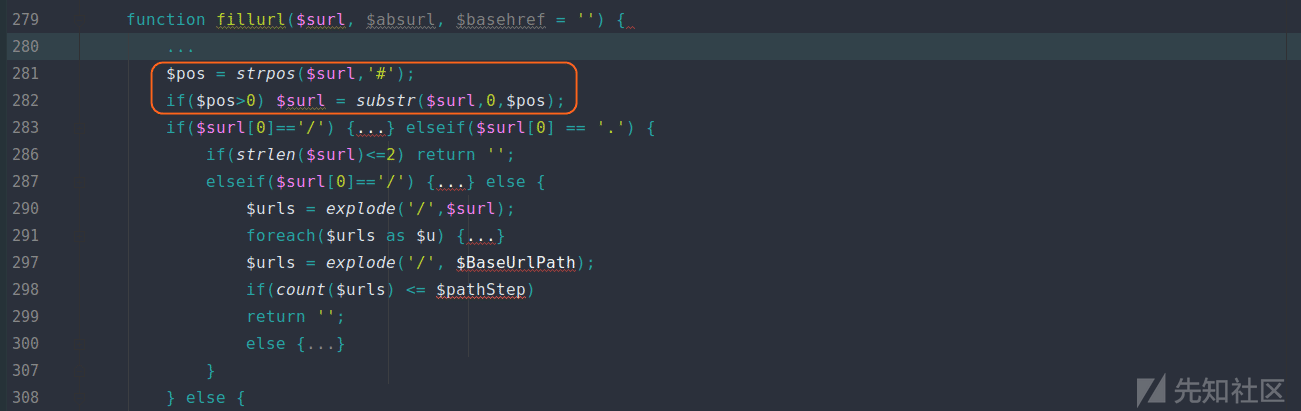 279 function fillurl($surl, $absurl, $basehref = '') {
280 ...
281 $pos = strpos($surl,'#');
282 if($pos>0) $surl = substr($surl,0,$pos);
283 if($surl[0]=='/') {...} elseif($surl[0] == '.') {
286 if(strlen($surl)<=2) return '';
287 elseif($surl[0]=='/') {...} else {
290 $urls = explode('/',$surl);
291 foreach($urls as $u) {...}
297 $urls = explode('/', $BaseUrlPath);
298 if(count($urls) <= $pathStep)
299 return '';
300 else {...}
307 }
308 } else {
先知社区